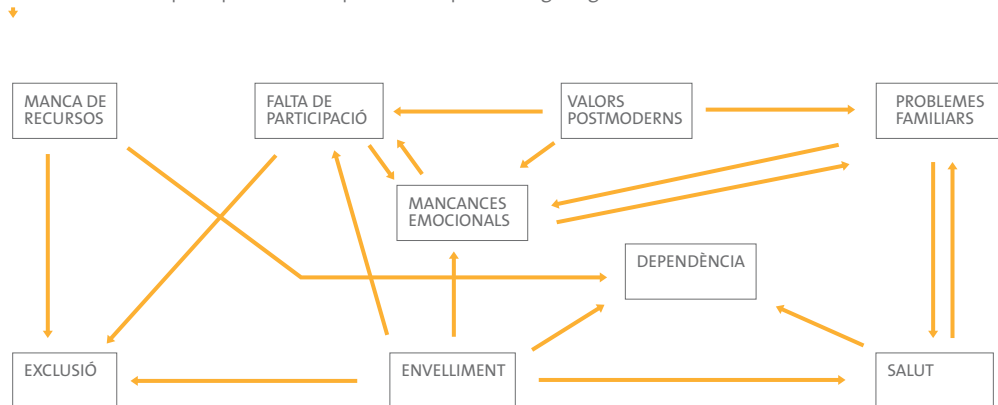 MANCA DE
RECURSOS
FALTA DE
PARTICIPACIÓ
VALORS
POSTMODERNS
PROBLEMES
FAMILIARS
MANCANCES
EMOCIONALS
DEPENDÈNCIA
EXCLUSIÓ
ENVELLIMENT
SALUT